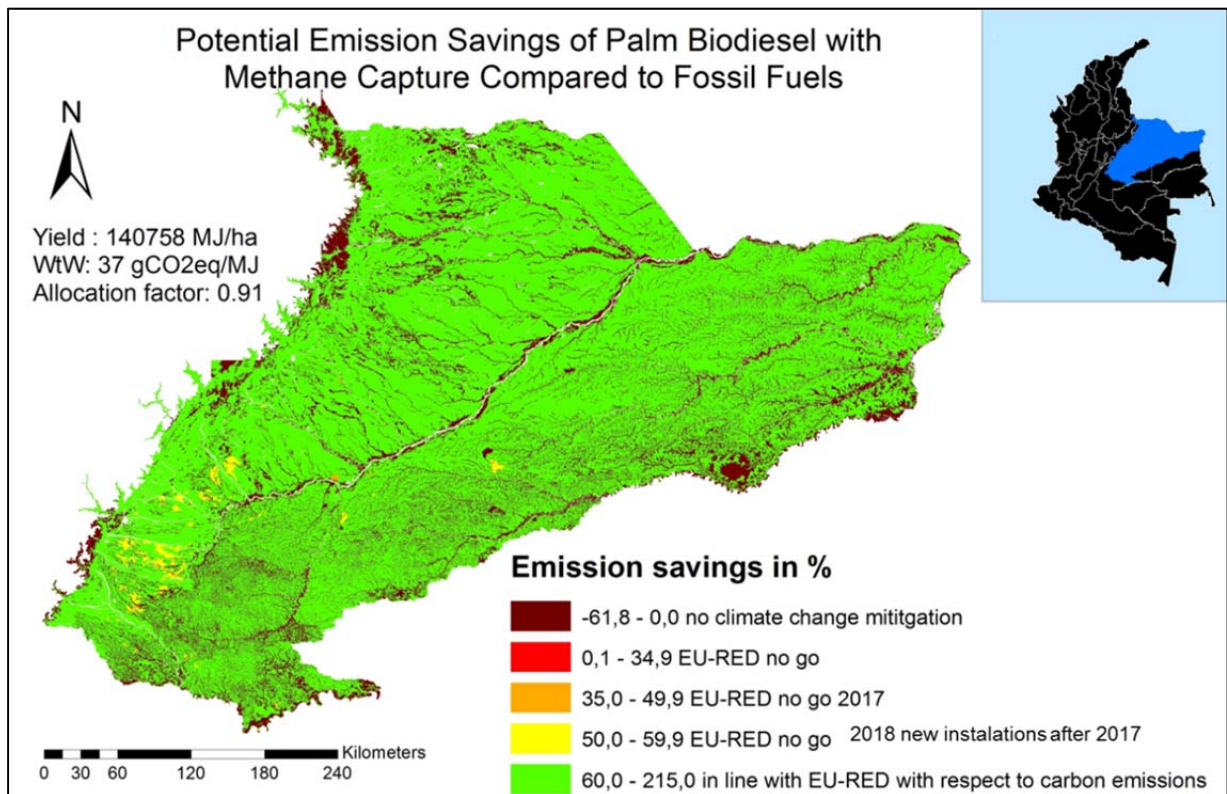 Potential Emission Savings of Palm Biodiesel with
Methane Capture Compared to Fossil Fuels
N
Yield : 140758 MJ/ha
WtW: 37 gCO2eq/MJ
Allocation factor: 0.91
Emission savings in %
-61,8 - 0,0 no climate change mititgation
0,1 - 34,9 EU-RED no go
35,0 - 49,9 EU-RED no go 2017
50,0 - 59,9 EU-RED no go 2018 new instalations after 2017
60,0 - 215,0 in line with EU-RED with respect to carbon emissions
Kilometers
0 30 60 120 180 240